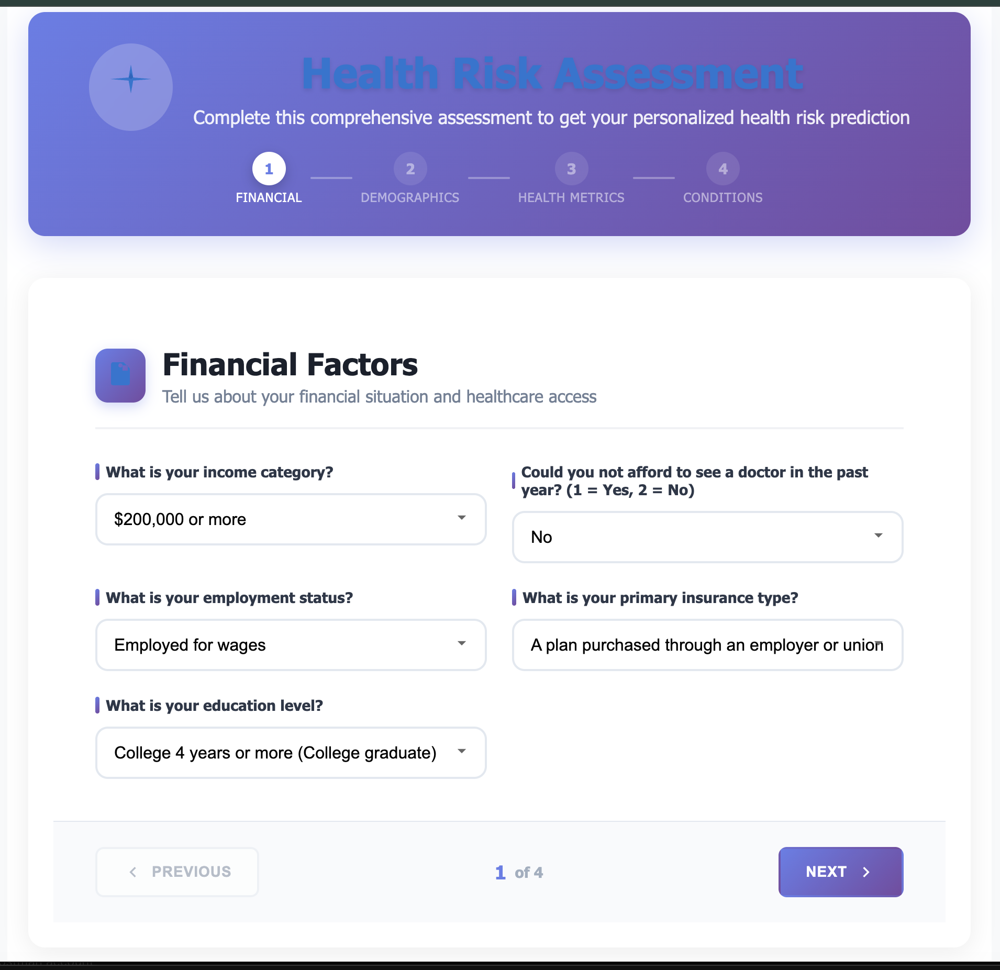 Health Risk Assessment
Complete this comprehensive assessment to get your personalized health risk prediction
1
2
3
4
FINANCIAL
DEMOGRAPHICS
HEALTH METRICS
CONDITIONS
Financial Factors
Tell us about your financial situation and healthcare access
What is your income category?
$200,000 or more
Could you not afford to see a doctor in the past
year? (1 = Yes, 2 = No)
No
What is your employment status?
Employed for wages
What is your primary insurance type?
A plan purchased through an employer or union
What is your education level?
College 4 years or more (College graduate)
PREVIOUS
1 of 4
NEXT